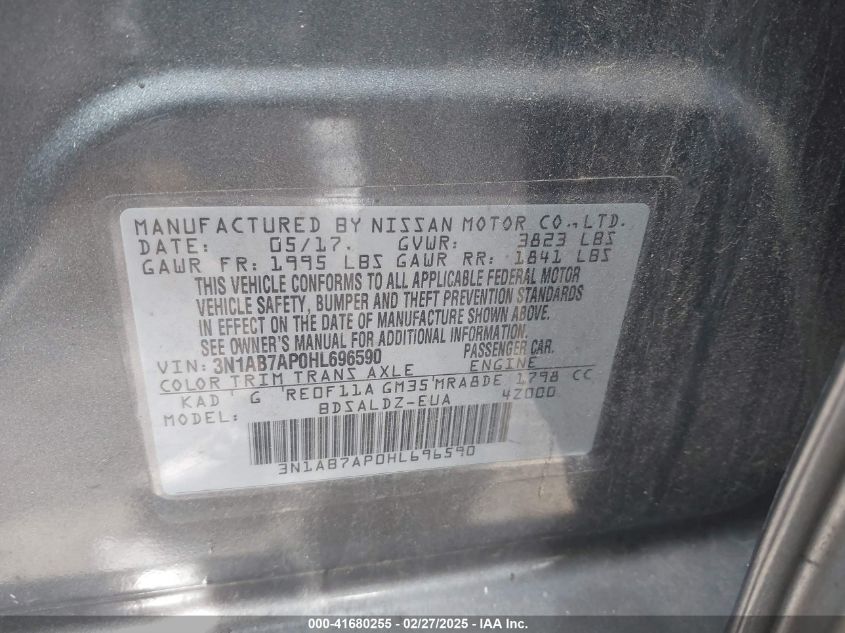 MANUFACTURED BY NISSAN MOTOR CO., LTD.
DATE: 05/17. GVWR: 3823 LBS
GAWR FR: 1995 LBS GAWR RR: 1841 LBS
THIS VEHICLE CONFORMS TO ALL APPLICABLE FEDERAL MOTOR
VEHICLE SAFETY, BUMPER AND THEFT PREVENTION STANDARDS
IN EFFECT ON THE DATE OF MANUFACTURE SHOWN ABOVE.
SEE OWNER'S MANUAL FOR ADDITIONAL INFORMATION.
VIN: 3N1AB7AP0HL696590 PASSENGER CAR.
COLOR TRIM TRANS AXLE ENGINE
KAD G RE0F11A GM35 MRA8DE 1798 CC
MODEL: BDSALDZ-EUA 4Z000
3N1AB7AP0HL696590
000-41680255 - 02/27/2025 - IAA Inc.